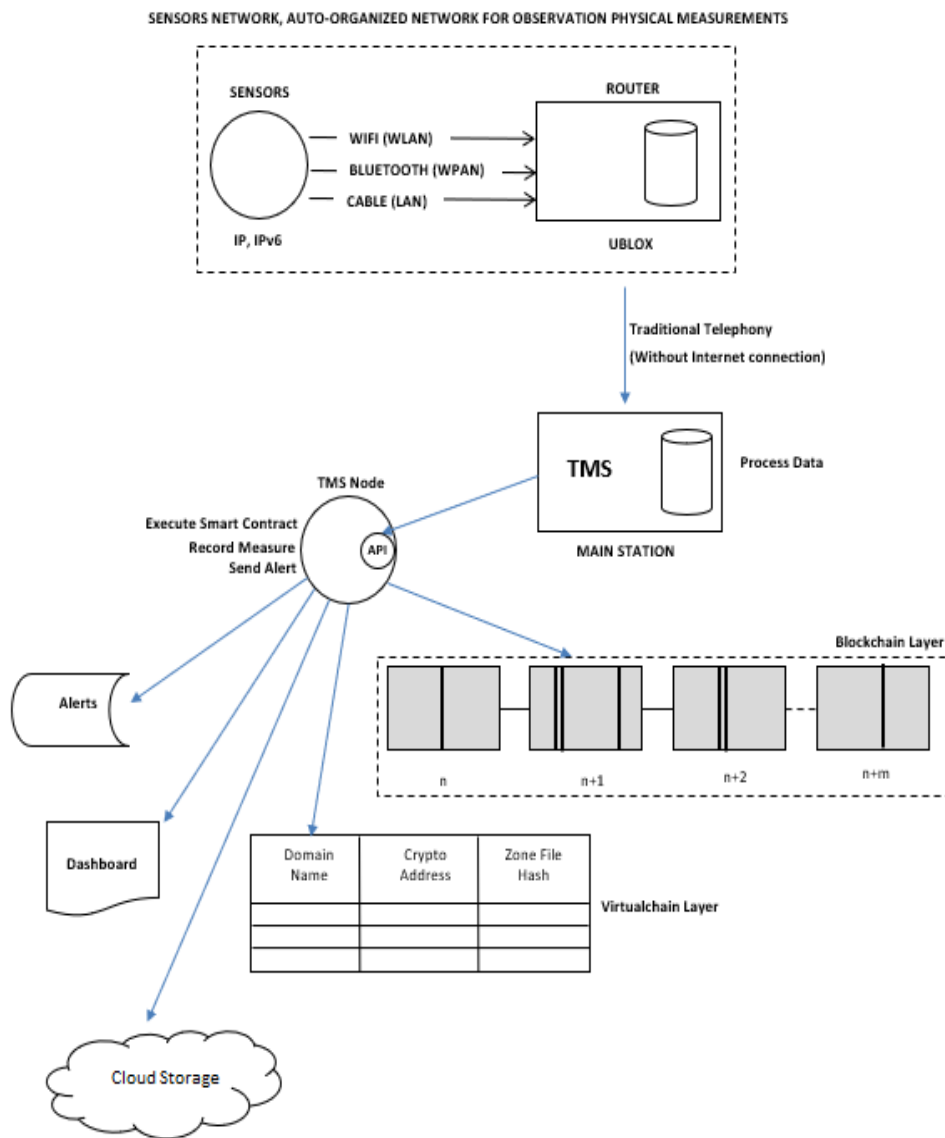 SENSORS NETWORK, AUTO-ORGANIZED NETWORK FOR OBSERVATION PHYSICAL MEASUREMENTS
SENSORS
ROUTER
WIFI (WLAN)
BLUETOOTH (WPAN)
CABLE (LAN)
IP, IPv6
UBLOX
Traditional Telephony
(Without Internet connection)
TMS
Process Data
MAIN STATION
TMS Node
Execute Smart Contract
Record Measure
Send Alert
API
Blockchain Layer
n
n+1
n+2
n+m
Alerts
Dashboard
Domain
Name
Crypto
Address
Zone File
Hash
Virtualchain Layer
Cloud Storage